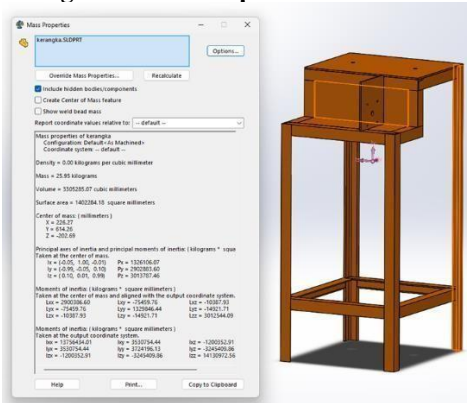 Mass Properties
kerangka.SLDPRT
Options...
Override Mass Properties...
Recalculate
Include hidden bodies/components
Create Center of Mass feature
Show weld bead mass
Report coordinate values relative to: -- default --
Mass properties of kerangka
Configuration: Default<As Machined>
Coordinate system: -- default --
Density = 0.00 kilograms per cubic millimeter
Mass = 25.95 kilograms
Volume = 3305285.07 cubic millimeters
Surface area = 1402284.18 square millimeters
Center of mass: ( millimeters )
X = 226.27
Y = 614.26
Z = -202.69
Principal axes of inertia and principal moments of inertia: ( kilograms * squa
Taken at the center of mass.
Ix = (-0.05, 1.00, -0.01) Px = 1326106.07
Iy = (-0.99, -0.05, 0.10) Py = 2902883.60
Iz = ( 0.10, 0.01, 0.99) Pz = 3013787.46
Moments of inertia: ( kilograms * square millimeters )
Taken at the center of mass and aligned with the output coordinate system.
Lxx = 2900306.60 Lxy = -75459.76 Lxz = -10387.93
Lyx = -75459.76 Lyy = 1329846.44 Lyz = -14921.71
Lzx = -10387.93 Lzy = -14921.71 Lzz = 3012544.09
Moments of inertia: ( kilograms * square millimeters )
Taken at the output coordinate system.
Ixx = 13756434.01 Ixy = 3530754.44 Ixz = -1200352.91
Iyx = 3530754.44 Iyy = 3724196.13 Iyz = -3245409.86
Izx = -1200352.91 Izy = -3245409.86 Izz = 14130972.56
Help
Print...
Copy to Clipboard